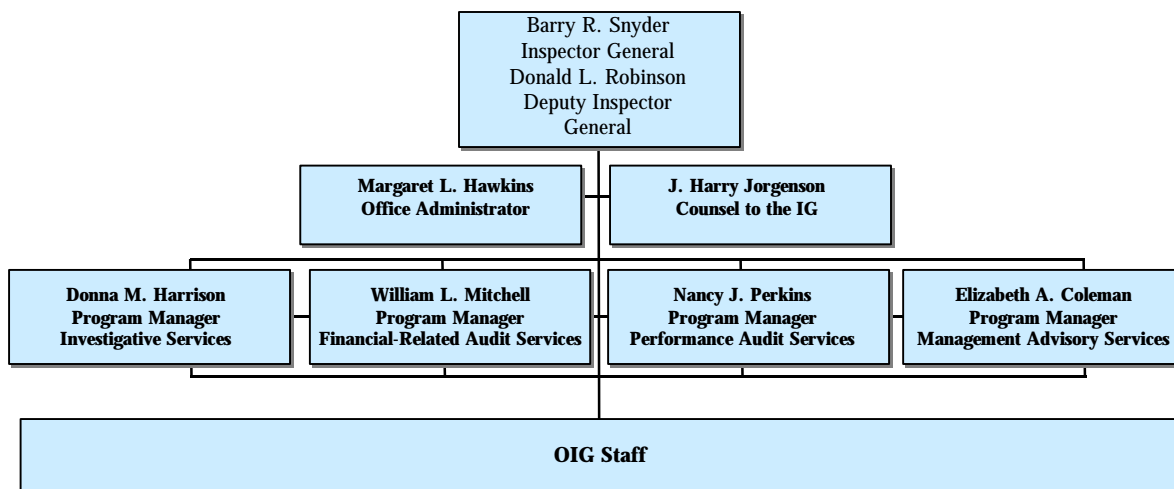 Barry R. Snyder
Inspector General
Donald L. Robinson
Deputy Inspector
General
Margaret L. Hawkins
Office Administrator
J. Harry Jorgenson
Counsel to the IG
Donna M. Harrison
Program Manager
Investigative Services
William L. Mitchell
Program Manager
Financial-Related Audit Services
Nancy J. Perkins
Program Manager
Performance Audit Services
Elizabeth A. Coleman
Program Manager
Management Advisory Services
OIG Staff